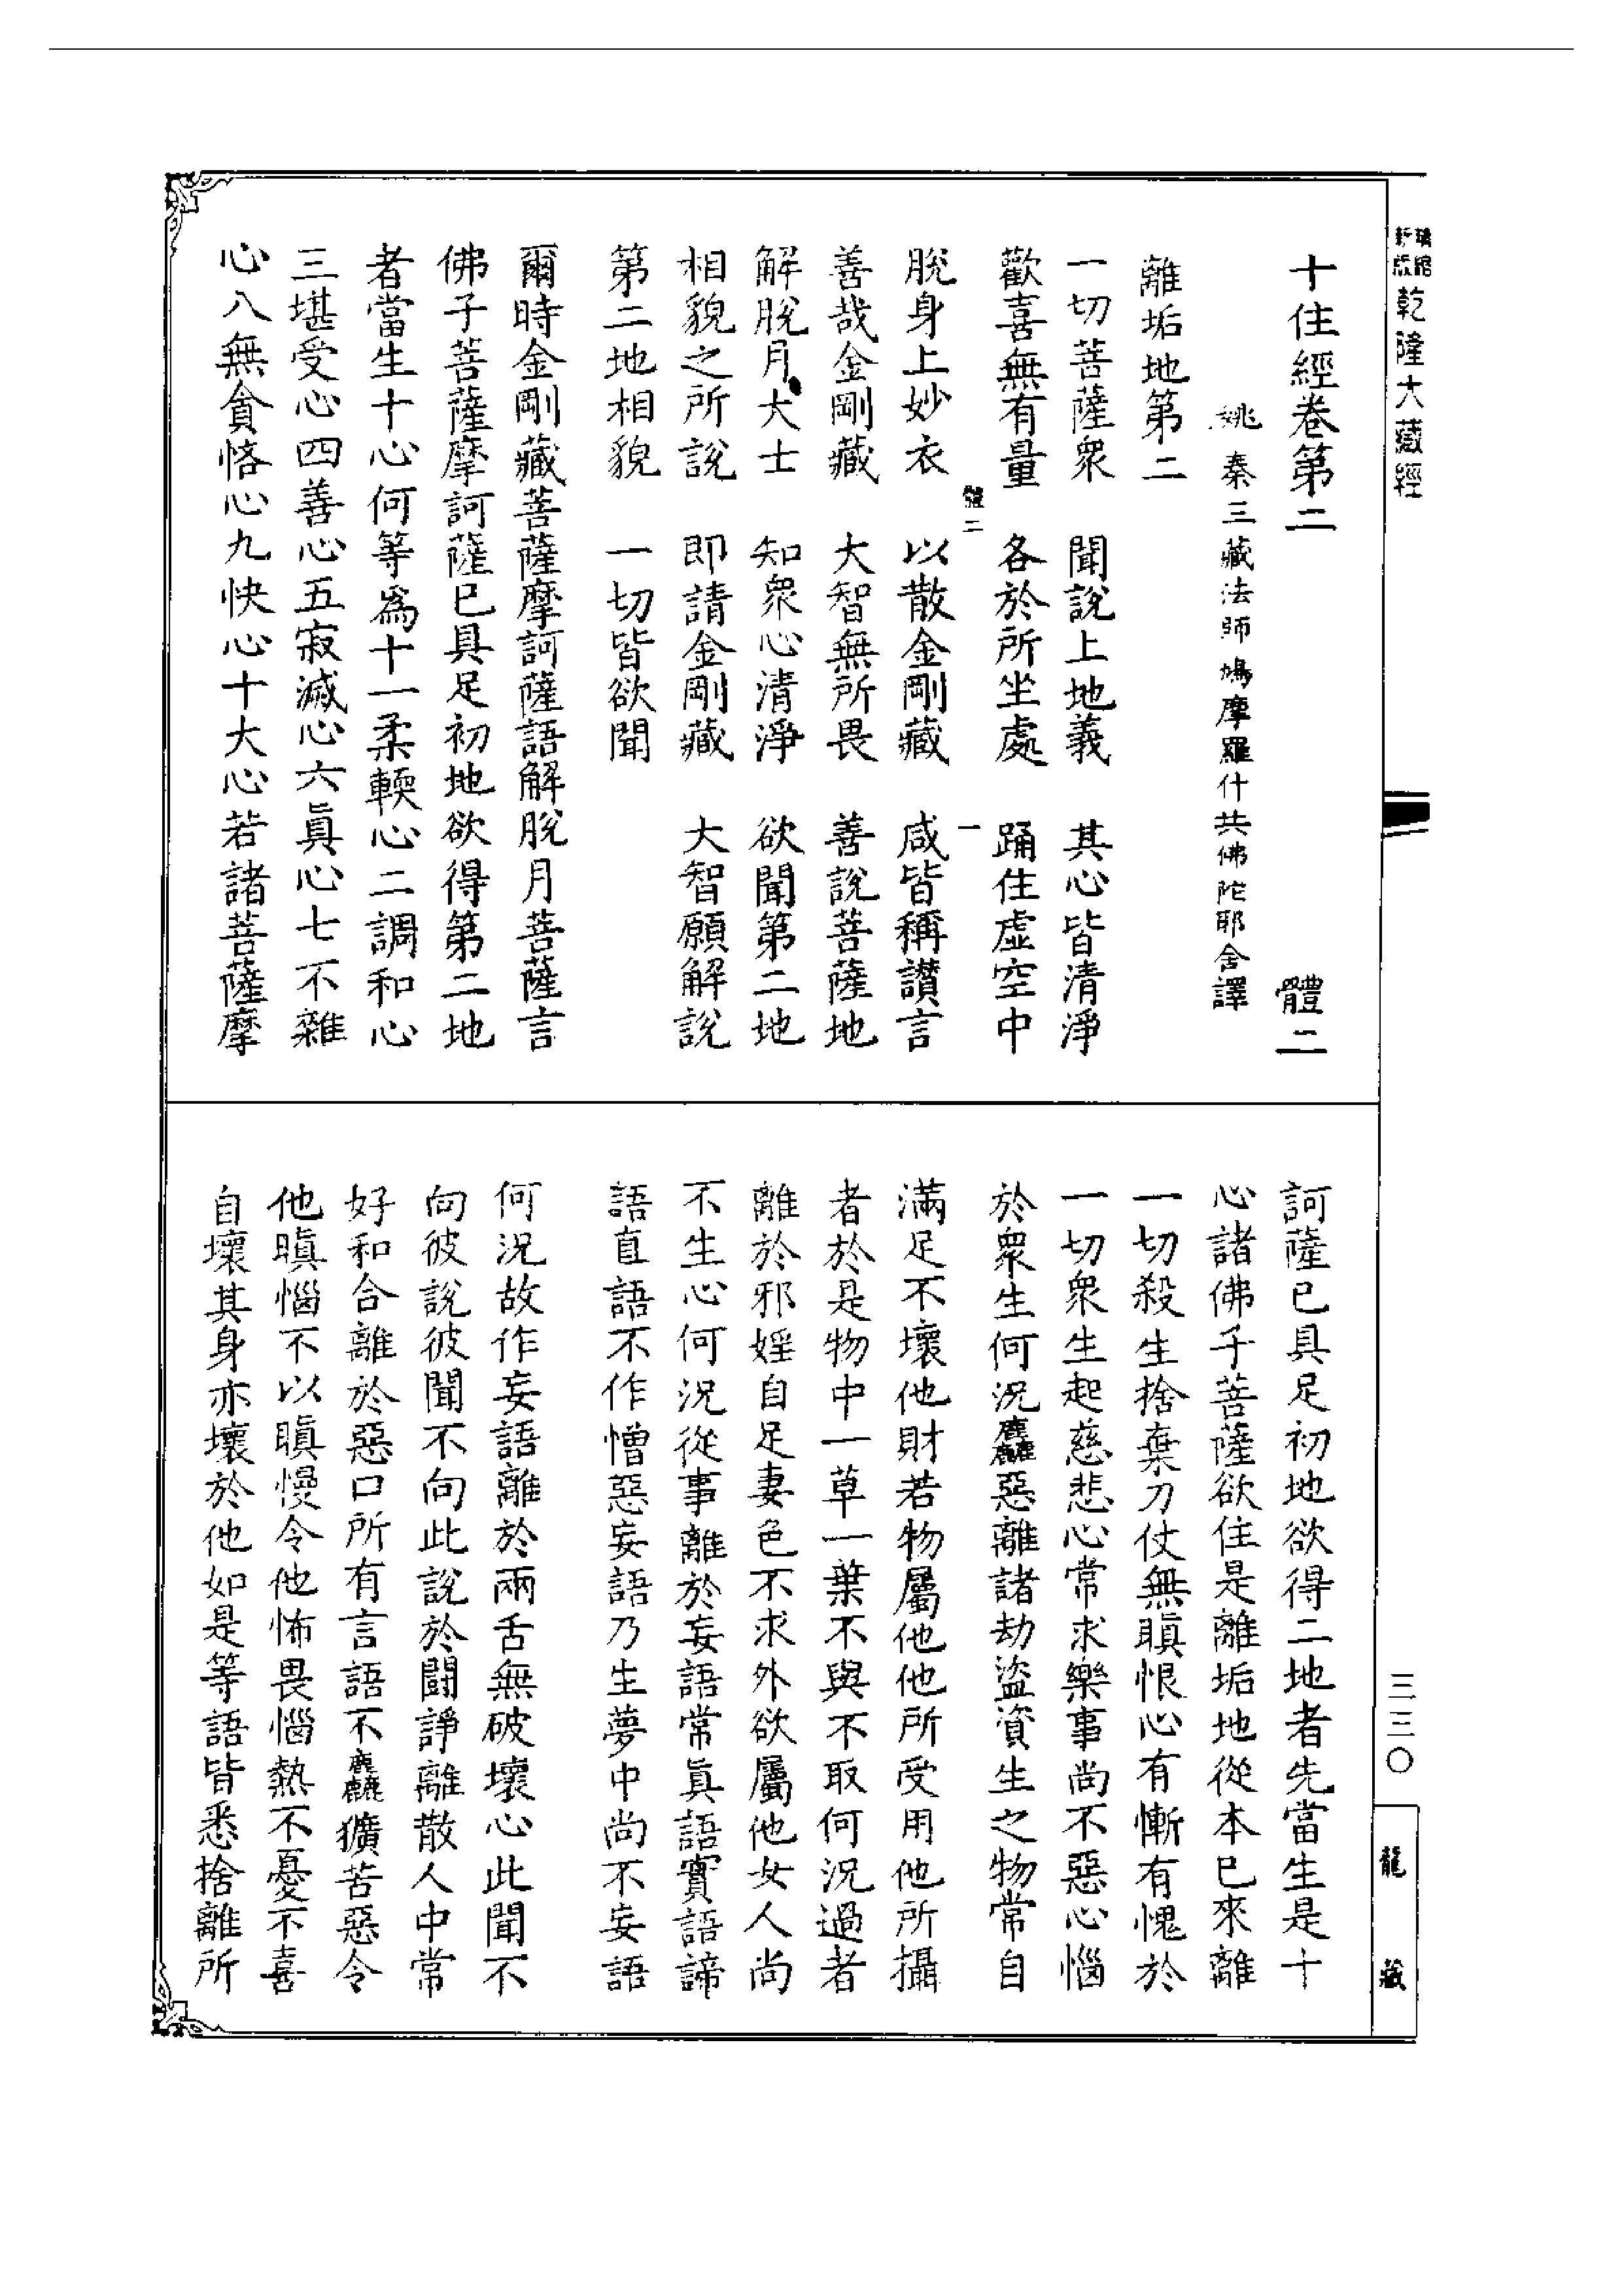 精縮新版乾隆大藏經
十住經卷第二 體二
姚秦三藏法師鳩摩羅什共佛陀耶舍譯
離垢地第二
一切菩薩衆 聞說上地義 其心皆清淨
歡喜無有量 各於所坐處 踊住虛空中
體二 一
脫身上妙衣 以散金剛藏 咸皆稱讃言
善哉金剛藏 大智無所畏 善說菩薩地
解脫月大士 知衆心清淨 欲聞第二地
相貌之所說 即請金剛藏 大智願解說
第二地相貌 一切皆欲聞
爾時金剛藏菩薩摩訶薩語解脫月菩薩言
佛子菩薩摩訶薩已具足初地欲得第二地
者當生十心何等爲十一柔輭心二調和心
三堪受心四善心五寂滅心六眞心七不雜
心八無貪悋心九快心十大心若諸菩薩摩
訶薩已具足初地欲得二地者先當生是十
心諸佛千菩薩欲住是離垢地從本已來離
一切殺生捨棄刀仗無瞋恨心有慚有愧於
一切衆生起慈悲心常求樂事尚不惡心惱
於衆生何況麤惡離諸劫盜資生之物常自
滿足不壞他財若物屬他他所受用他所攝
者於是物中一草一葉不與不取何況過者
離於邪婬自足妻色不求外欲屬他女人尚
不生心何況從事離於妄語常眞語實語諦
語直語不作憎惡妄語乃生夢中尚不妄語
何況故作妄語離於兩舌無破壞心此聞不
向彼說彼聞不向此說於鬪諍離散人中常
好和合離於惡口所有言語不麤獷苦惡令
他瞋惱不以瞋慢令他怖畏惱熱不憂不喜
自壞其身亦壞於他如是等語皆悉捨離所
三三〇
龍藏